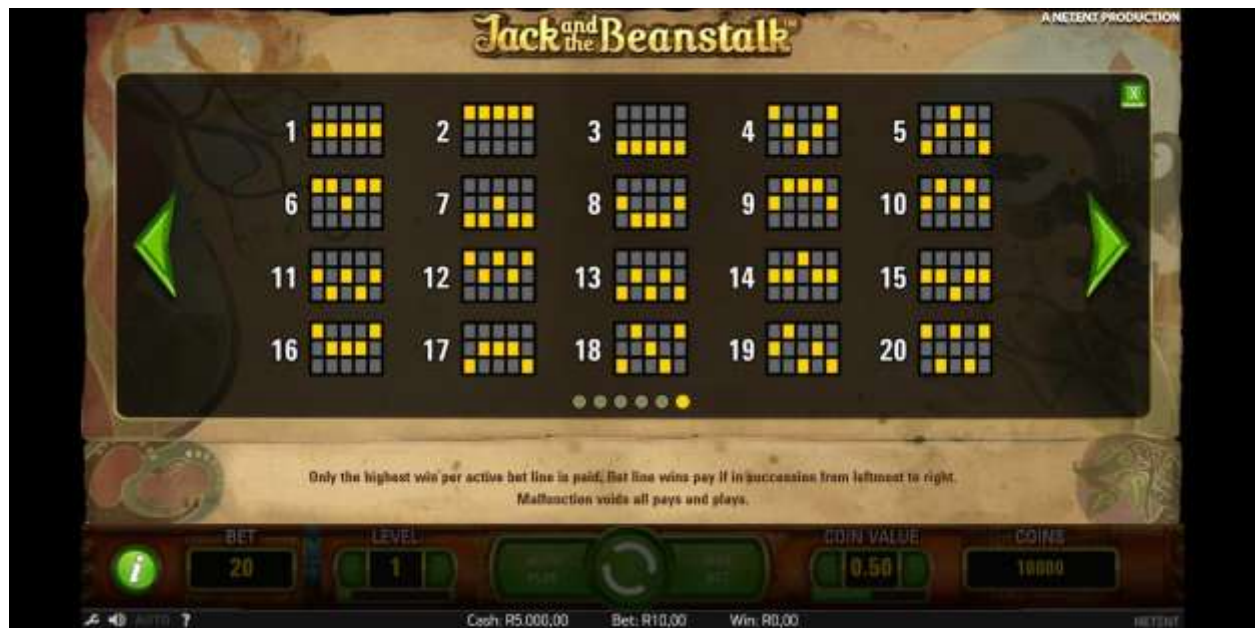 Jack and the Beanstalk™
A NETENT PRODUCTION
X
1 2 3 4 5
6 7 8 9 10
11 12 13 14 15
16 17 18 19 20
Only the highest win per active bet line is paid. Bet line wins pay if in succession from leftmost to right.
Malfunction voids all pays and plays.
BET LEVEL COIN VALUE COINS
i 20 1 0.50 10000
AUTO ? Cash: R5.000,00 Bet: R10,00 Win: R0,00 NETENT